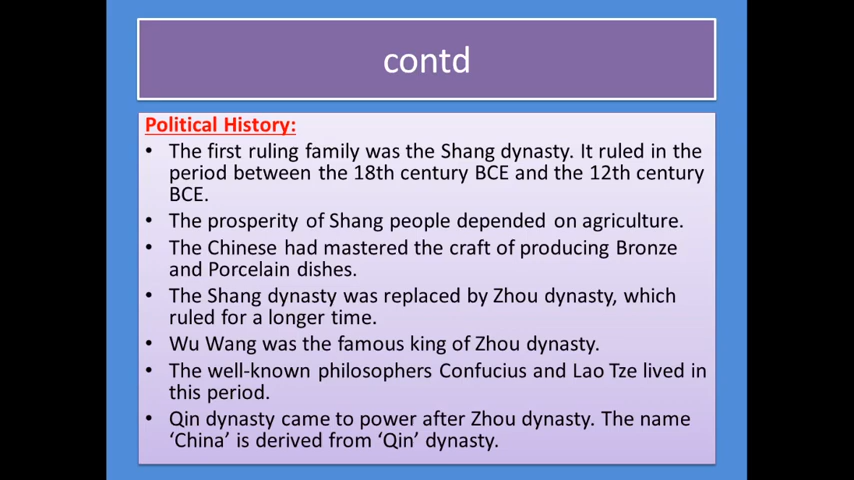 contd
Political History:
• The first ruling family was the Shang dynasty. It ruled in the
period between the 18th century BCE and the 12th century
BCE.
• The prosperity of Shang people depended on agriculture.
• The Chinese had mastered the craft of producing Bronze
and Porcelain dishes.
• The Shang dynasty was replaced by Zhou dynasty, which
ruled for a longer time.
• Wu Wang was the famous king of Zhou dynasty.
• The well-known philosophers Confucius and Lao Tze lived in
this period.
• Qin dynasty came to power after Zhou dynasty. The name
‘China’ is derived from ‘Qin’ dynasty.